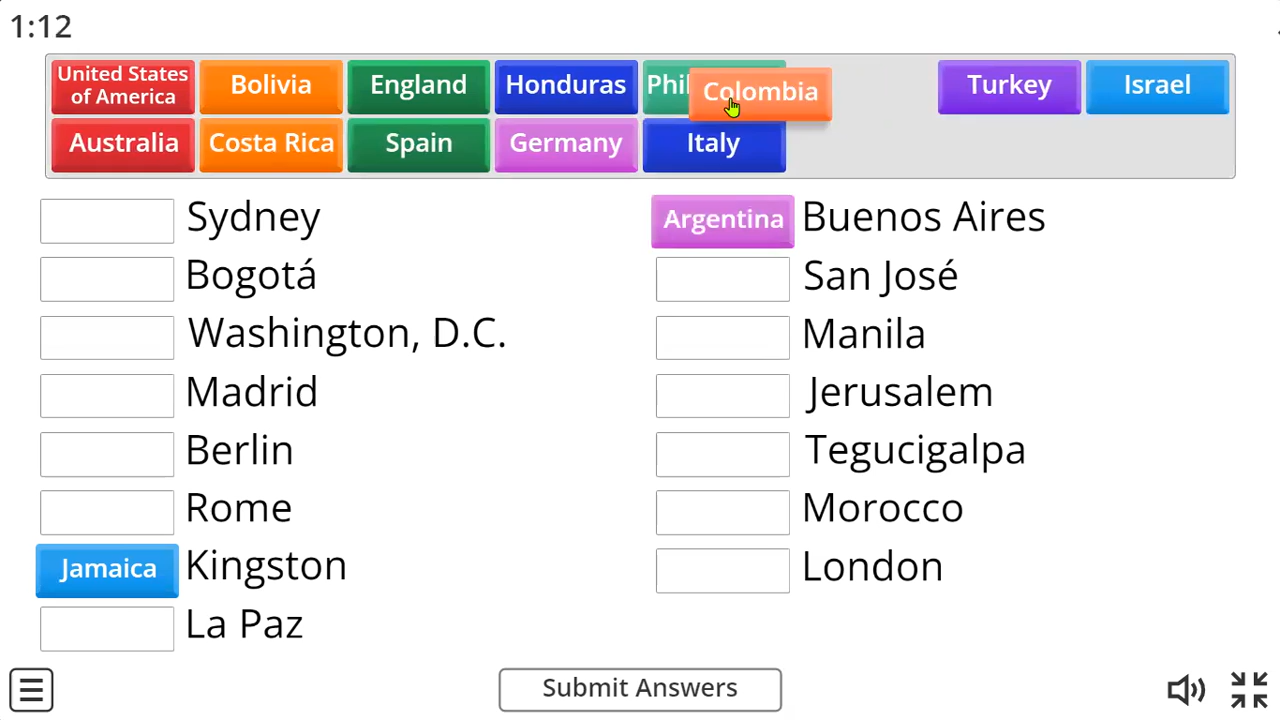 1:12
United States
of America
Bolivia
England
Honduras
Phil
Colombia
Turkey
Israel
Australia
Costa Rica
Spain
Germany
Italy
Sydney
Bogotá
Washington, D.C.
Madrid
Berlin
Rome
Jamaica Kingston
La Paz
Argentina Buenos Aires
San José
Manila
Jerusalem
Tegucigalpa
Morocco
London
Submit Answers